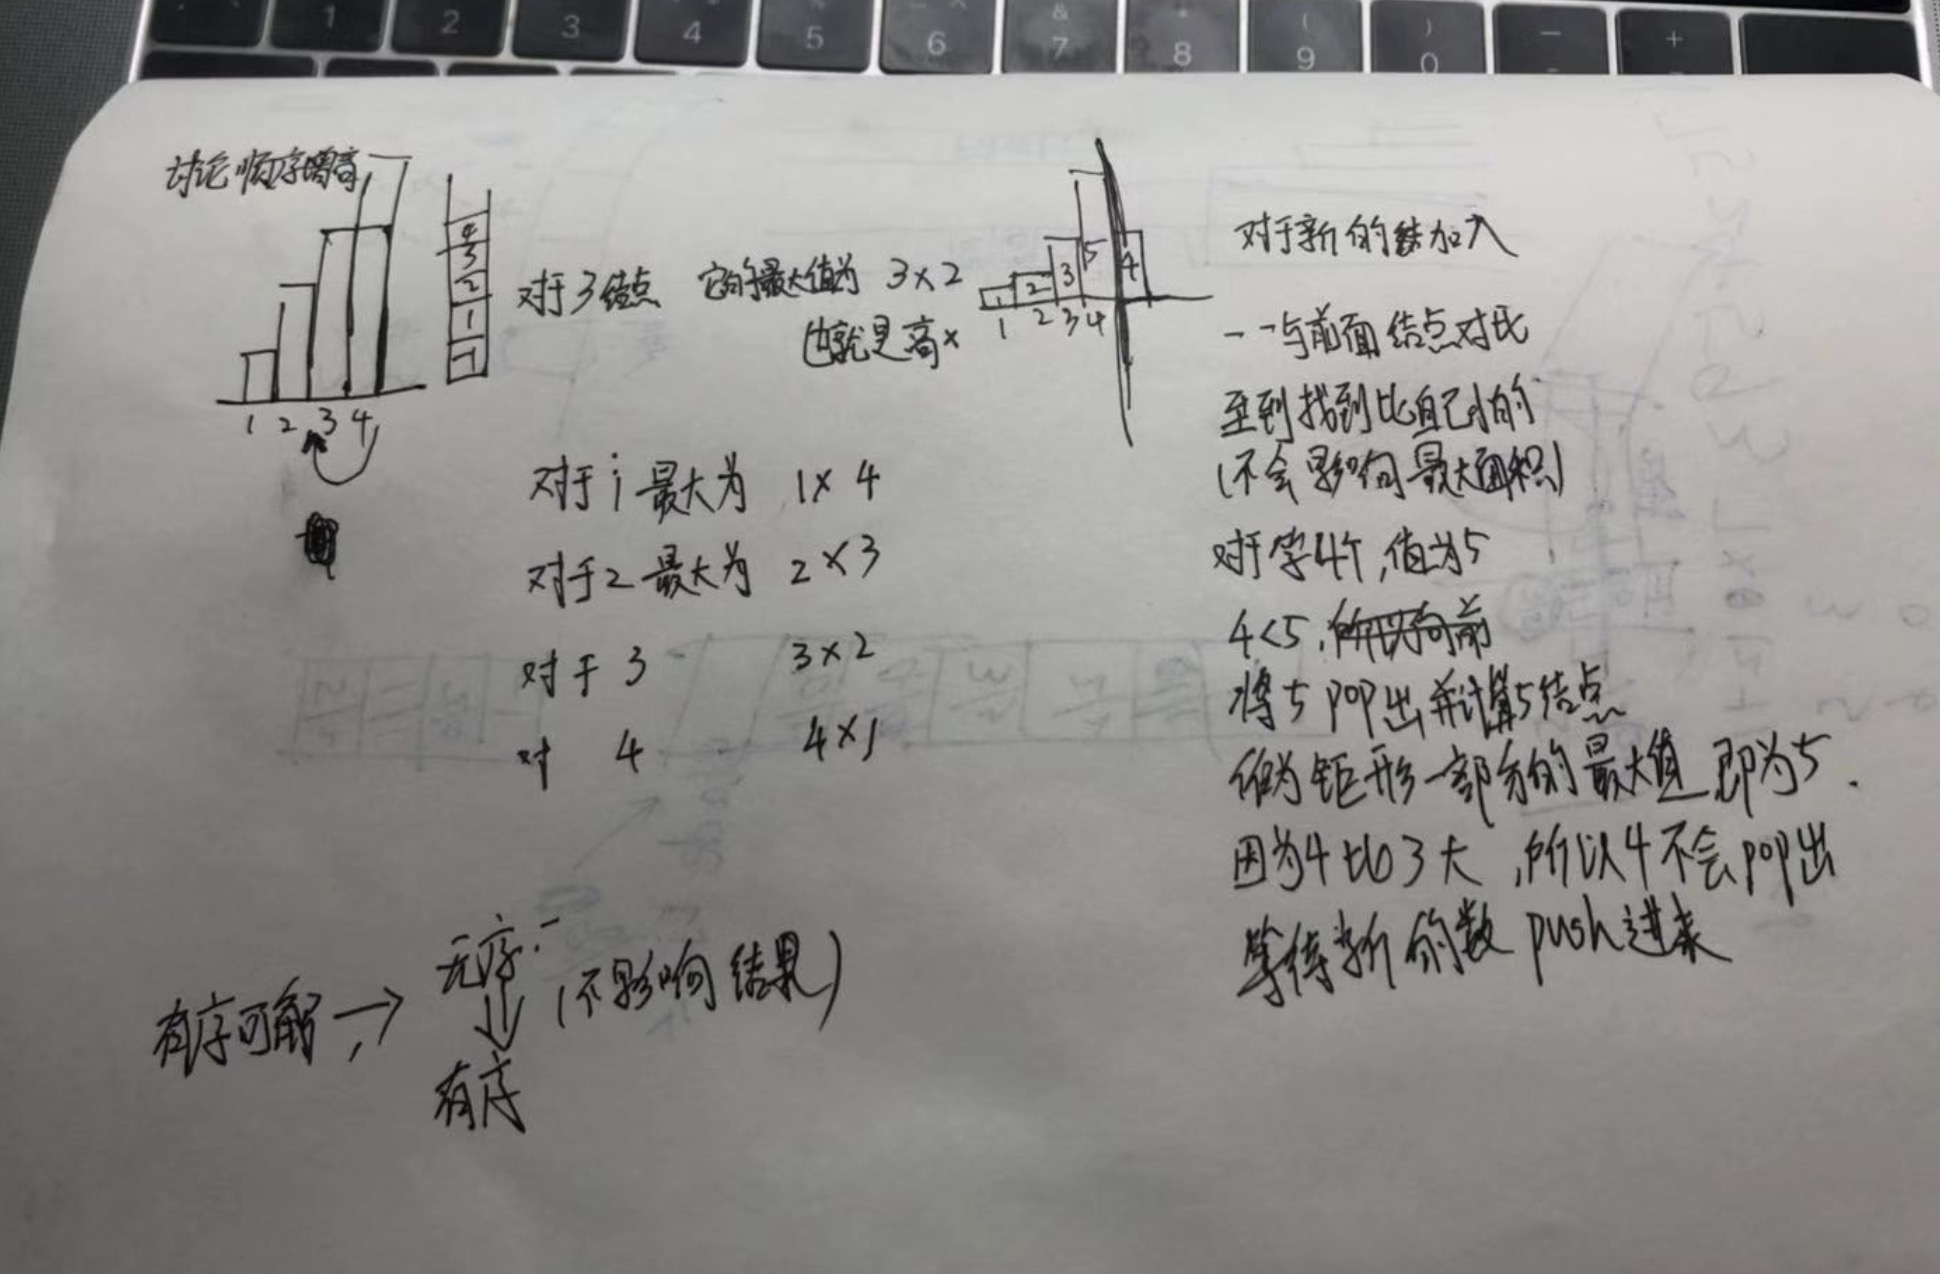 1 2 3 4 5 6 & 7 * 8 ( 9 ) 0 — - +
讨论顺序增高
1 2 3 4
4
3
2
1
-1
对于3结点 它的最大值为 3×2
也就是高×
对于1最大为 1×4
对于2最大为 2×3
对于3 3×2
对 4 4×1
1 2 3 5 4
1 2 3 4
对于新的结加入
一一与前面结点对比
至到找到比自己小的
(不会影响最大面积)
对于第4个,值为5
4<5,所以向前
将5pop出并计算5结点
作为钜形一部分的最大值 即为5.
因为4比3大,所以4不会pop出
等待新的数push进来
有序可解 → 无序 (不影响结果)
有序